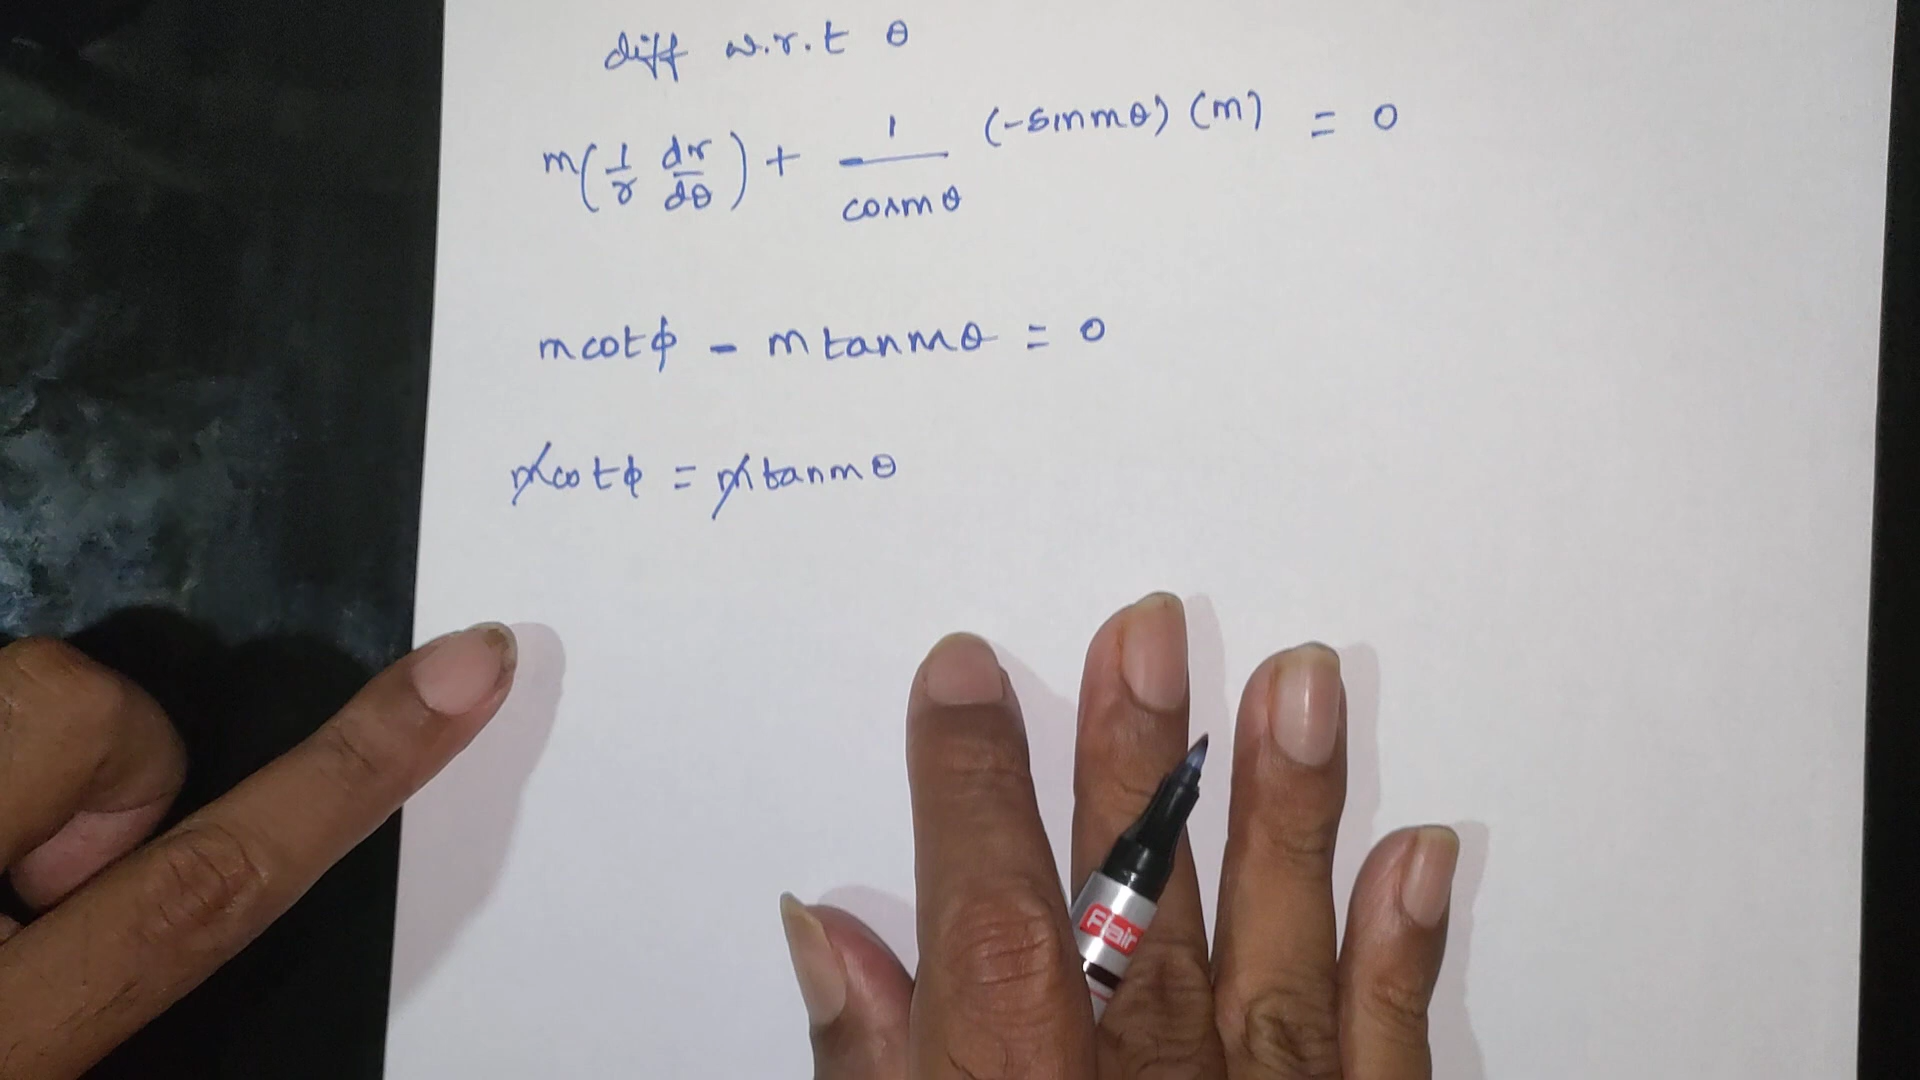 diff w.r.t θ
m(1/r dr/dθ) + 1/cosmθ (-sinmθ) (m) = 0
mcotϕ - mtanmθ = 0
mcotϕ = mtanmθ
Flair